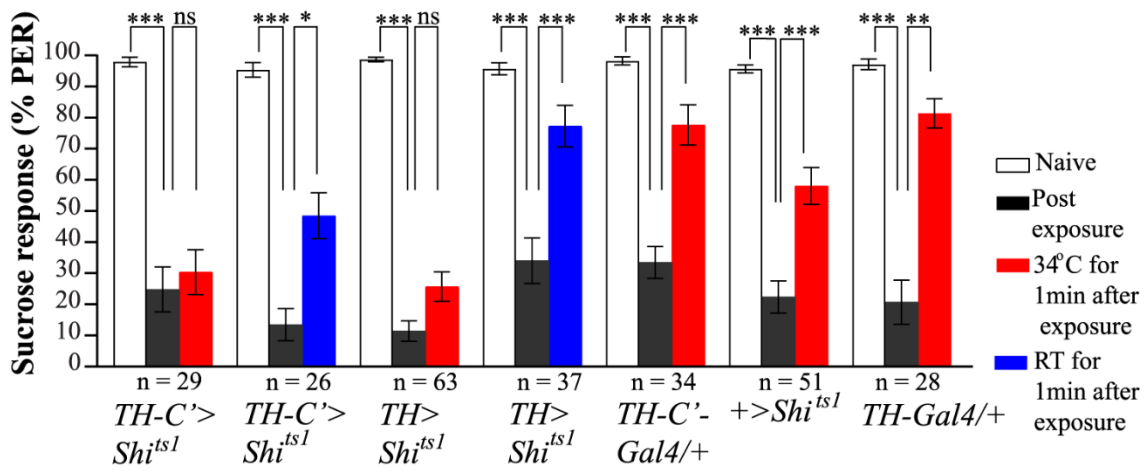 *** ns *** * *** ns *** *** *** *** *** *** *** **
Sucrose response (% PER)
100
90
80
70
60
50
40
30
20
10
0
Naive
Post
exposure
34°C for
1min after
exposure
RT for
1min after
exposure
n = 29 n = 26 n = 63 n = 37 n = 34 n = 51 n = 28
TH-C’> TH-C’> TH> TH> TH-C’- +>Shi^ts1 TH-Gal4/+
Shi^ts1 Shi^ts1 Shi^ts1 Shi^ts1 Gal4/+